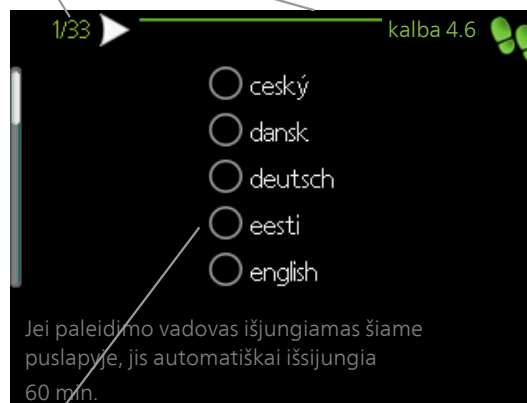 1/33
kalba 4.6
ceský
dansk
deutsch
eesti
english
Jei paleidimo vadovas išjungiamas šiame
puslapyje, jis automatiškai išsijungia
60 min.